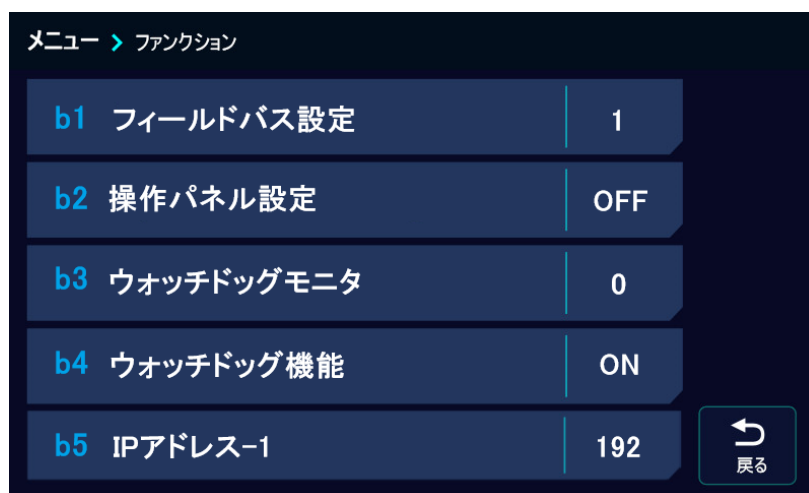 メニュー > ファンクション
b1 フィールドバス設定 1
b2 操作パネル設定 OFF
b3 ウォッチドッグモニタ 0
b4 ウォッチドッグ機能 ON
b5 IPアドレス-1 192
戻る